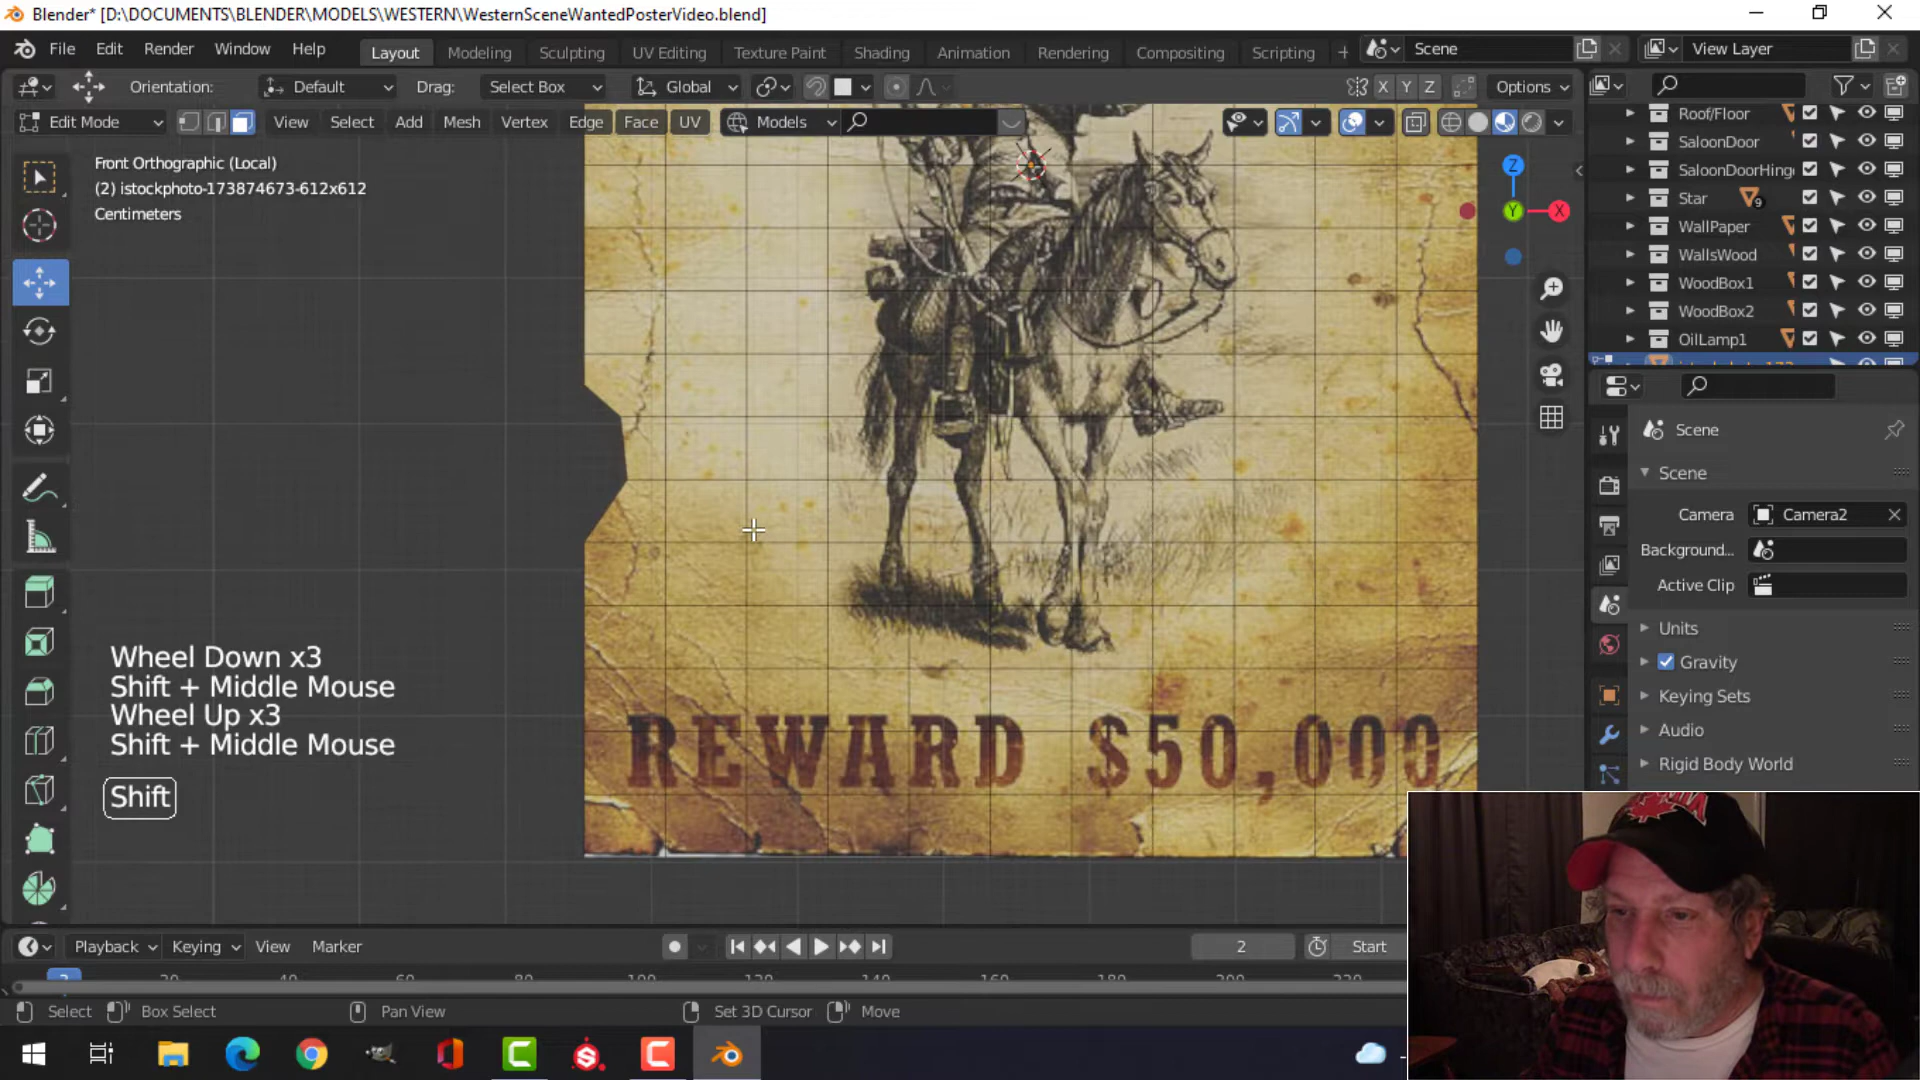 Blender* [D:\DOCUMENTS\BLENDER\MODELS\WESTERN\WesternSceneWantedPosterVideo.blend]
File Edit Render Window Help Layout Modeling Sculpting UV Editing Texture Paint Shading Animation Rendering Compositing Scripting + Scene View Layer
Orientation: Default Drag: Select Box Global X Y Z Options
Edit Mode View Select Add Mesh Vertex Edge Face UV Models
Front Orthographic (Local)
(2) istockphoto-173874673-612x612
Centimeters
Z
Y X
Roof/Floor
SaloonDoor
SaloonDoorHing
Star 9
WallPaper
WallsWood
WoodBox1
WoodBox2
OilLamp1
Scene
Scene
Camera Camera2
Background...
Active Clip
Units
Gravity
Keying Sets
Audio
Rigid Body World
REWARD $50,000
Wheel Down x3
Shift + Middle Mouse
Wheel Up x3
Shift + Middle Mouse
Shift
Playback Keying View Marker 2 Start
Select Box Select Pan View Set 3D Cursor Move